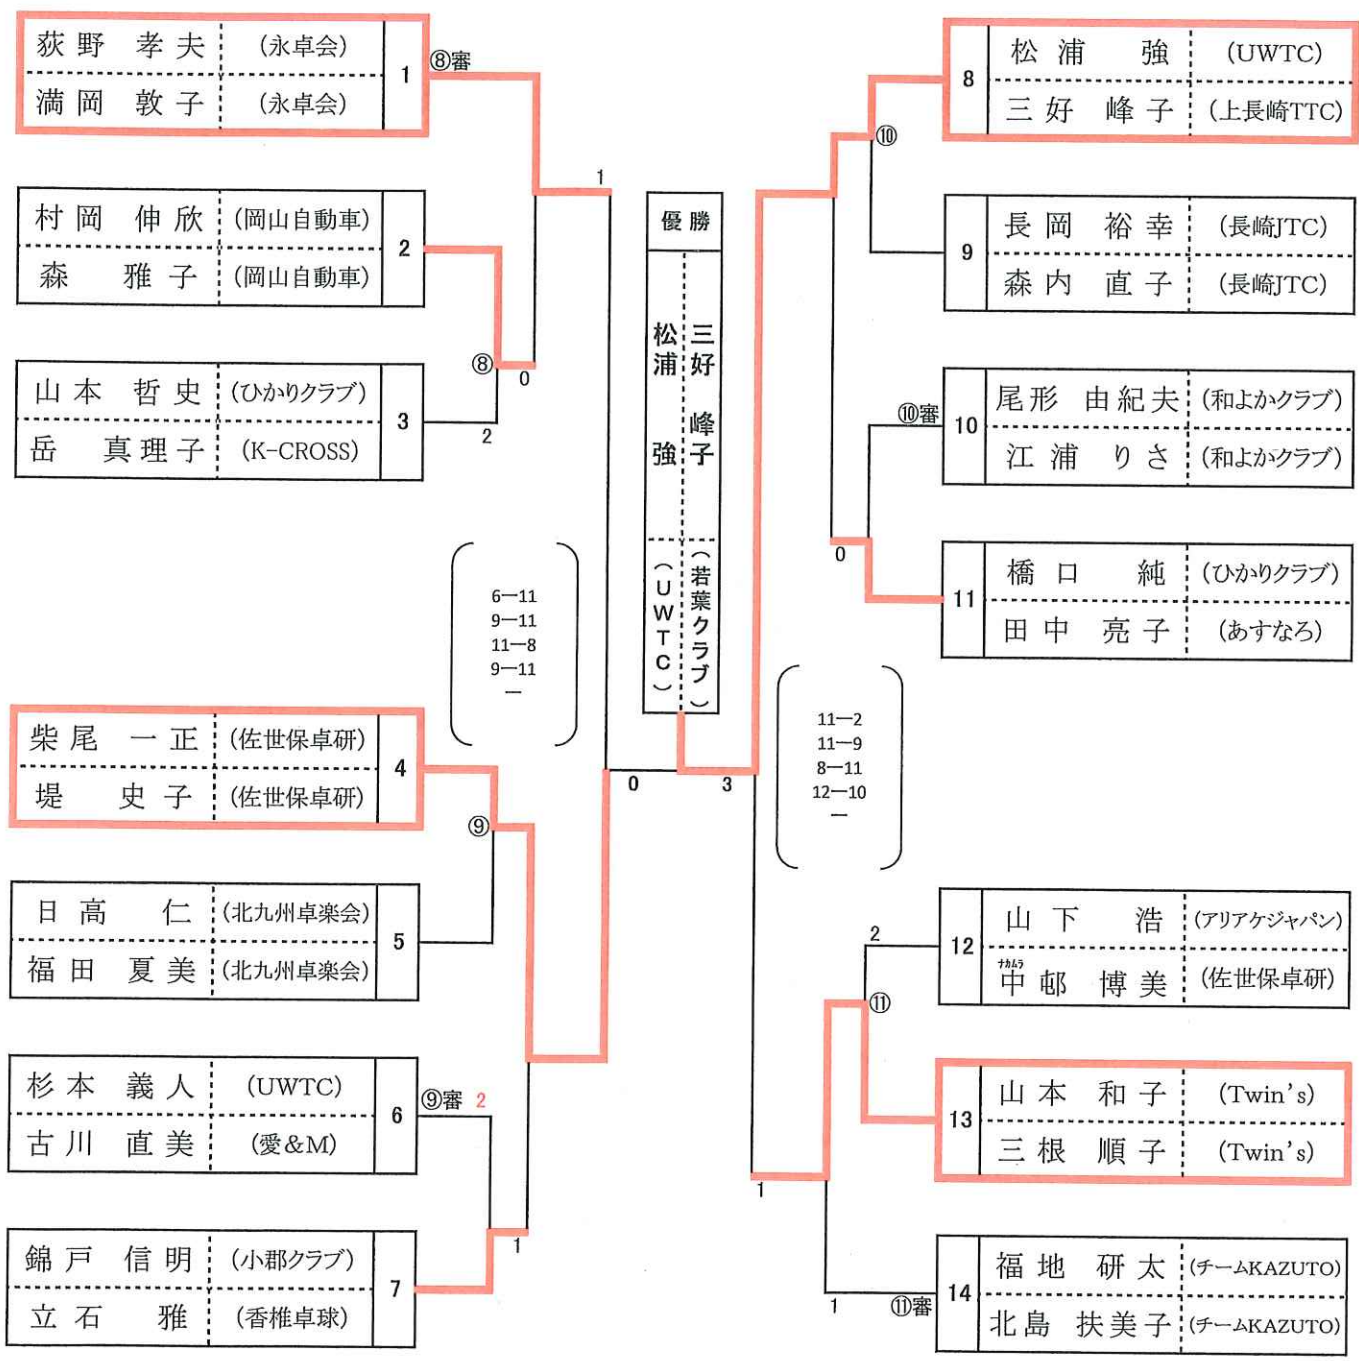 荻野 孝夫 (永卓会)
満岡 敦子 (永卓会)
1
⑧審
村岡 伸欣 (岡山自動車)
森 雅子 (岡山自動車)
2
山本 哲史 (ひかりクラブ)
岳 真理子 (K-CROSS)
3
⑧
0
2
1
6—11
9—11
11—8
9—11
—
柴尾 一正 (佐世保卓研)
堤 史子 (佐世保卓研)
4
⑨
日高 仁 (北九州卓楽会)
福田 夏美 (北九州卓楽会)
5
杉本 義人 (UWTC)
古川 直美 (愛&M)
6
⑨審 2
錦戸 信明 (小郡クラブ)
立石 雅 (香椎卓球)
7
1
優勝
三好 峰子 (若葉クラブ)
松浦 強 (UWTC)
0 3
8
松浦 強 (UWTC)
三好 峰子 (上長崎TTC)
⑩
9
長岡 裕幸 (長崎JTC)
森内 直子 (長崎JTC)
⑩審
10
尾形 由紀夫 (和よかクラブ)
江浦 りさ (和よかクラブ)
0
11
橋口 純 (ひかりクラブ)
田中 亮子 (あすなろ)
11—2
11—9
8—11
12—10
—
2
12
山下 浩 (アリアケジャパン)
ナカムラ
中邨 博美 (佐世保卓研)
⑪
13
山本 和子 (Twin's)
三根 順子 (Twin's)
1
1
⑪審
14
福地 研太 (チームKAZUTO)
北島 扶美子 (チームKAZUTO)